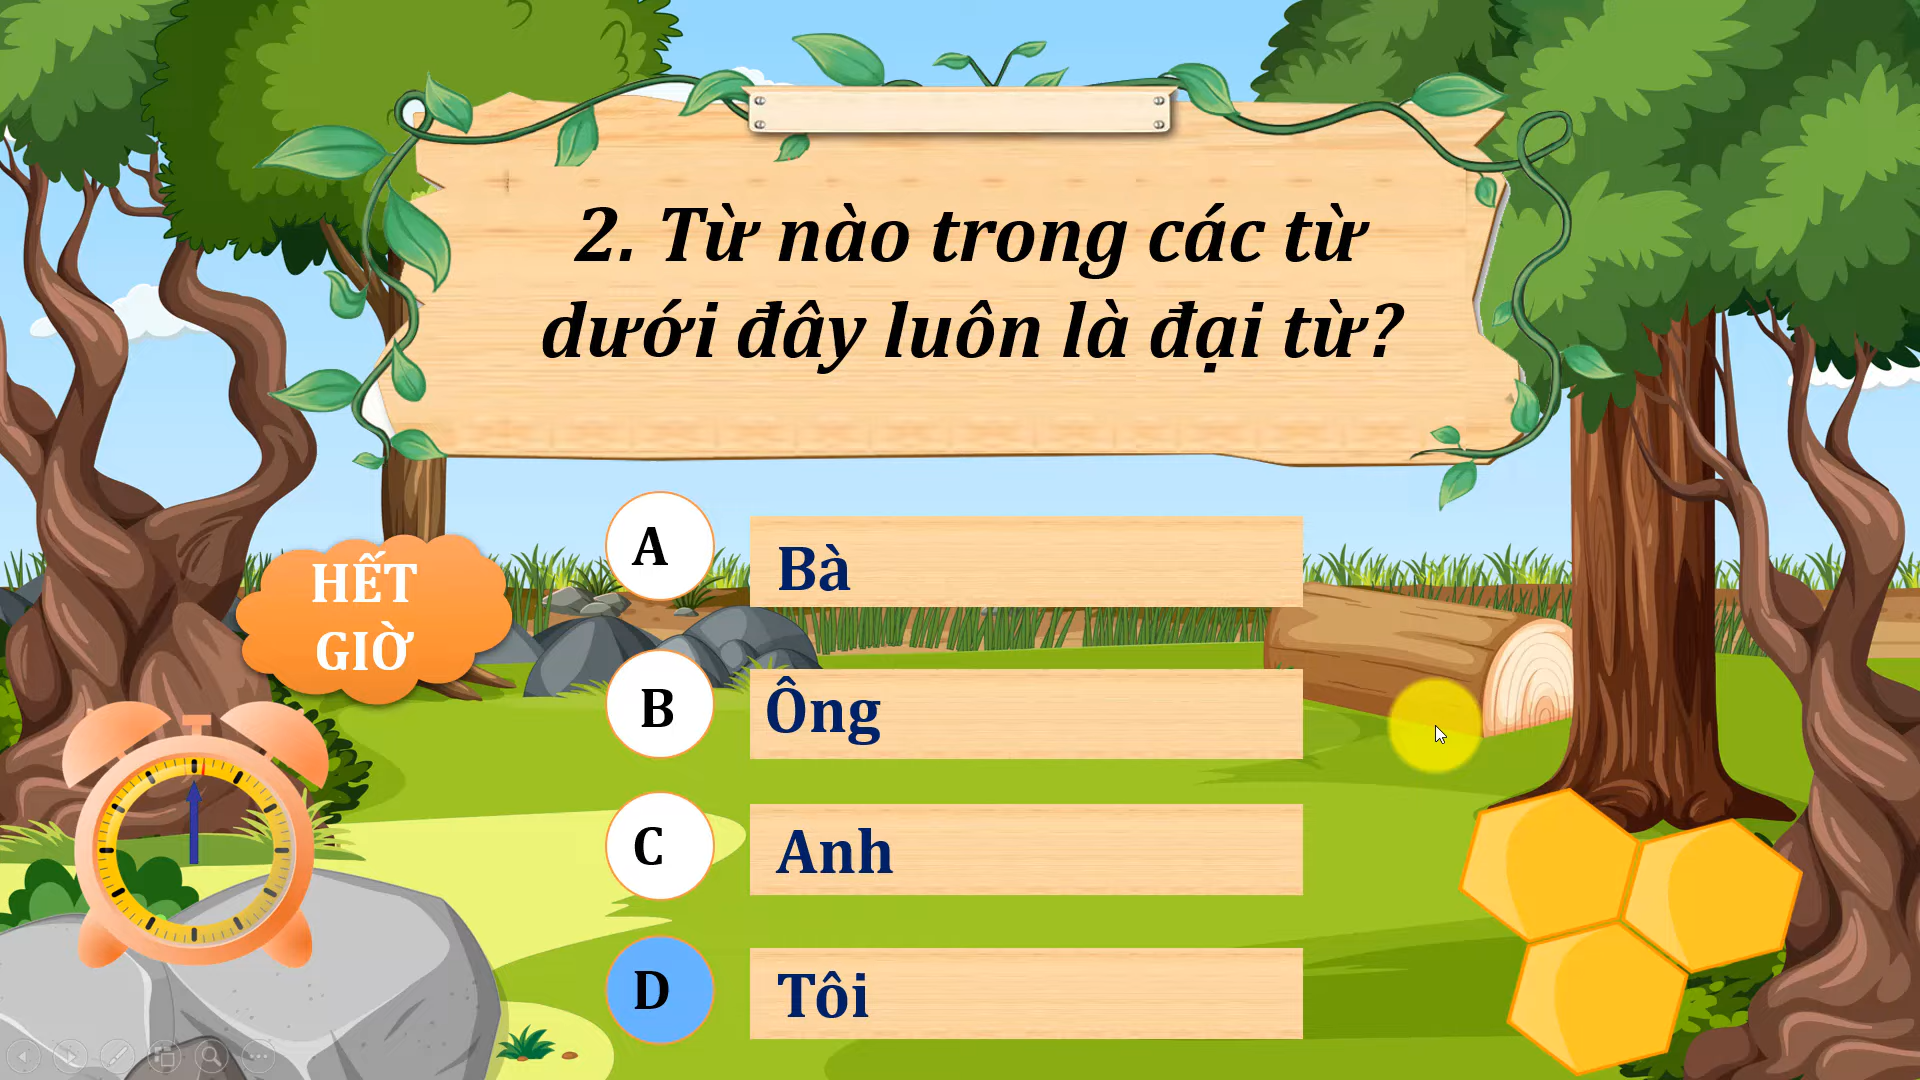 2. Từ nào trong các từ
dưới đây luôn là đại từ?
HẾT
GIỜ
A
Bà
B
Ông
C
Anh
D
Tôi